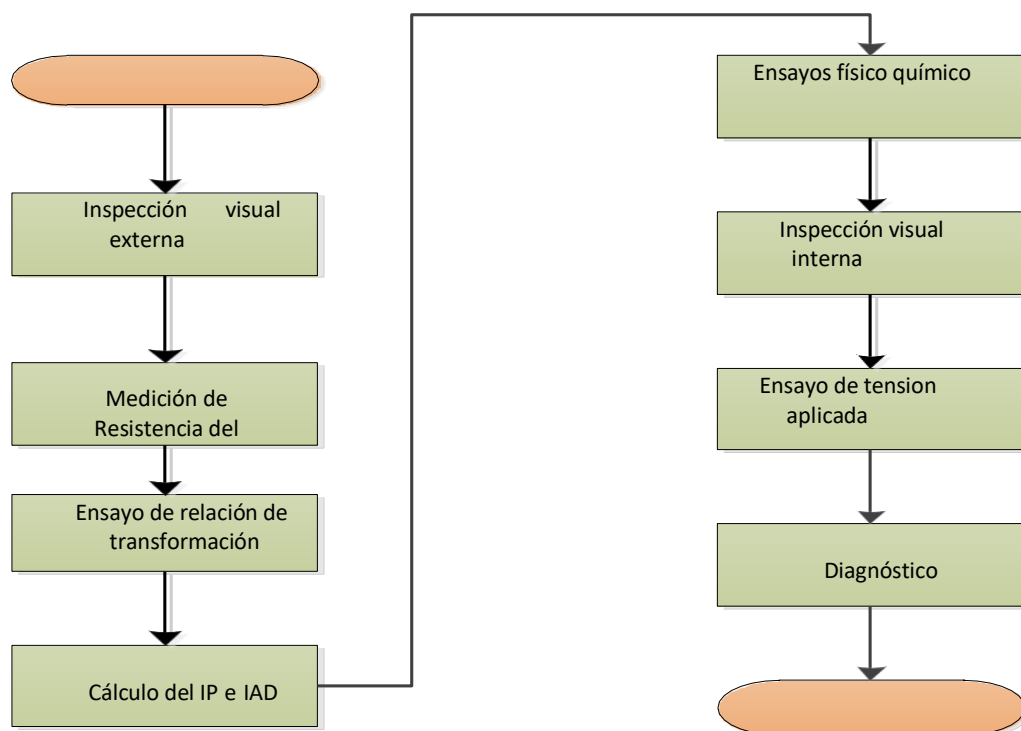 Inspección visual
externa
Medición de
Resistencia del
Ensayo de relación de
transformación
Cálculo del IP e IAD
Ensayos físico químico
Inspección visual
interna
Ensayo de tension
aplicada
Diagnóstico